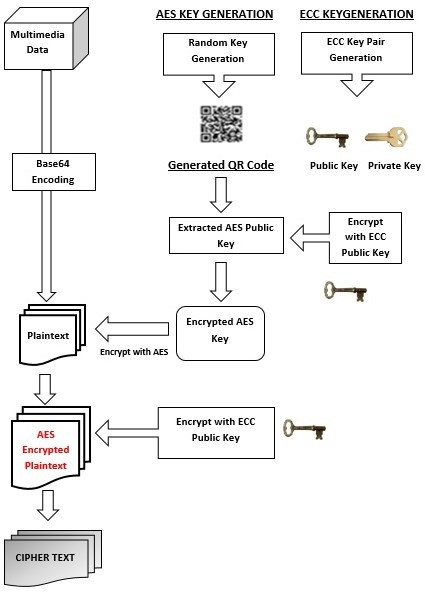 AES KEY GENERATION
ECC KEYGENERATION
Multimedia
Data
Random Key
Generation
ECC Key Pair
Generation
Base64
Encoding
Generated QR Code
Public Key
Private Key
Extracted AES Public
Key
Encrypt
with ECC
Public Key
Plaintext
Encrypt with AES
Encrypted AES
Key
AES
Encrypted
Plaintext
Encrypt with ECC
Public Key
CIPHER TEXT